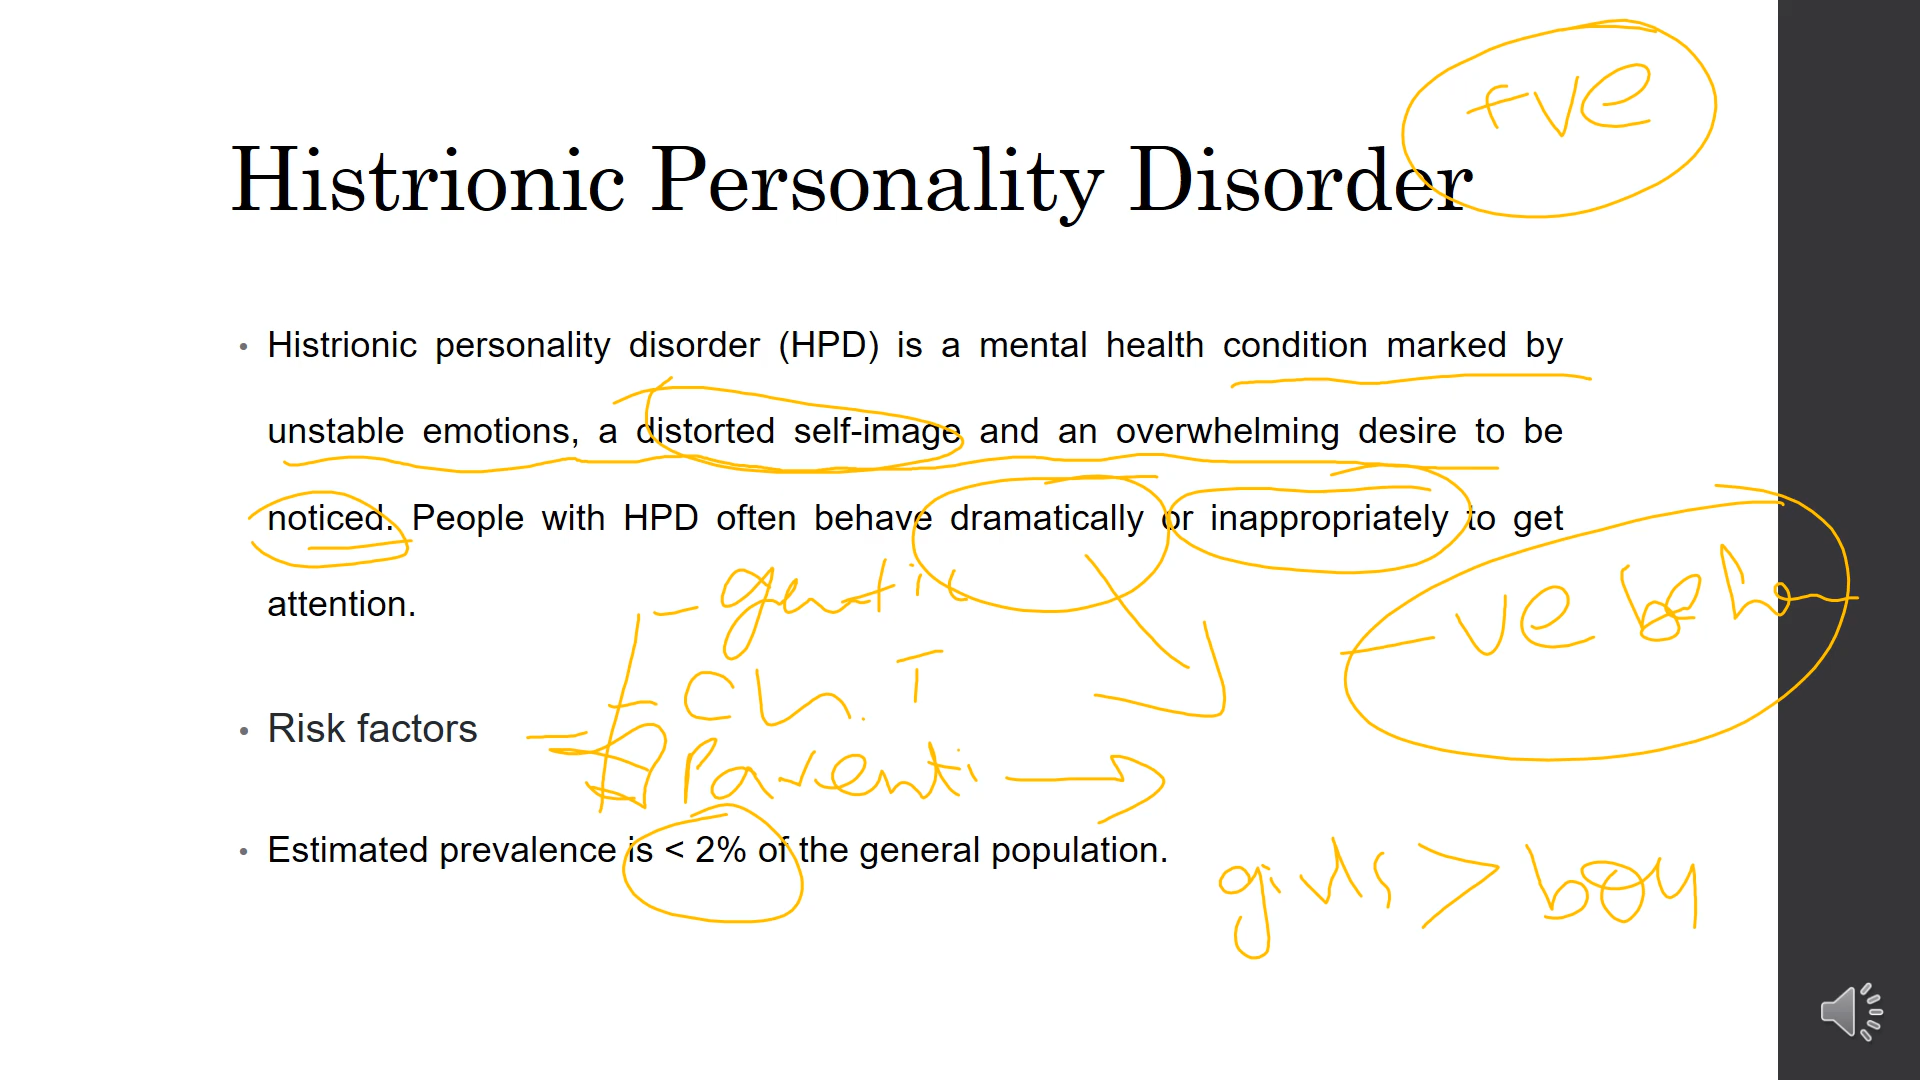 +ve
Histrionic Personality Disorder
• Histrionic personality disorder (HPD) is a mental health condition marked by
unstable emotions, a distorted self-image and an overwhelming desire to be
noticed. People with HPD often behave dramatically or inappropriately to get
attention.
-ve beh
- gentic
- Ch. T
• Risk factors
Parenti
• Estimated prevalence is < 2% of the general population.
girls > boy